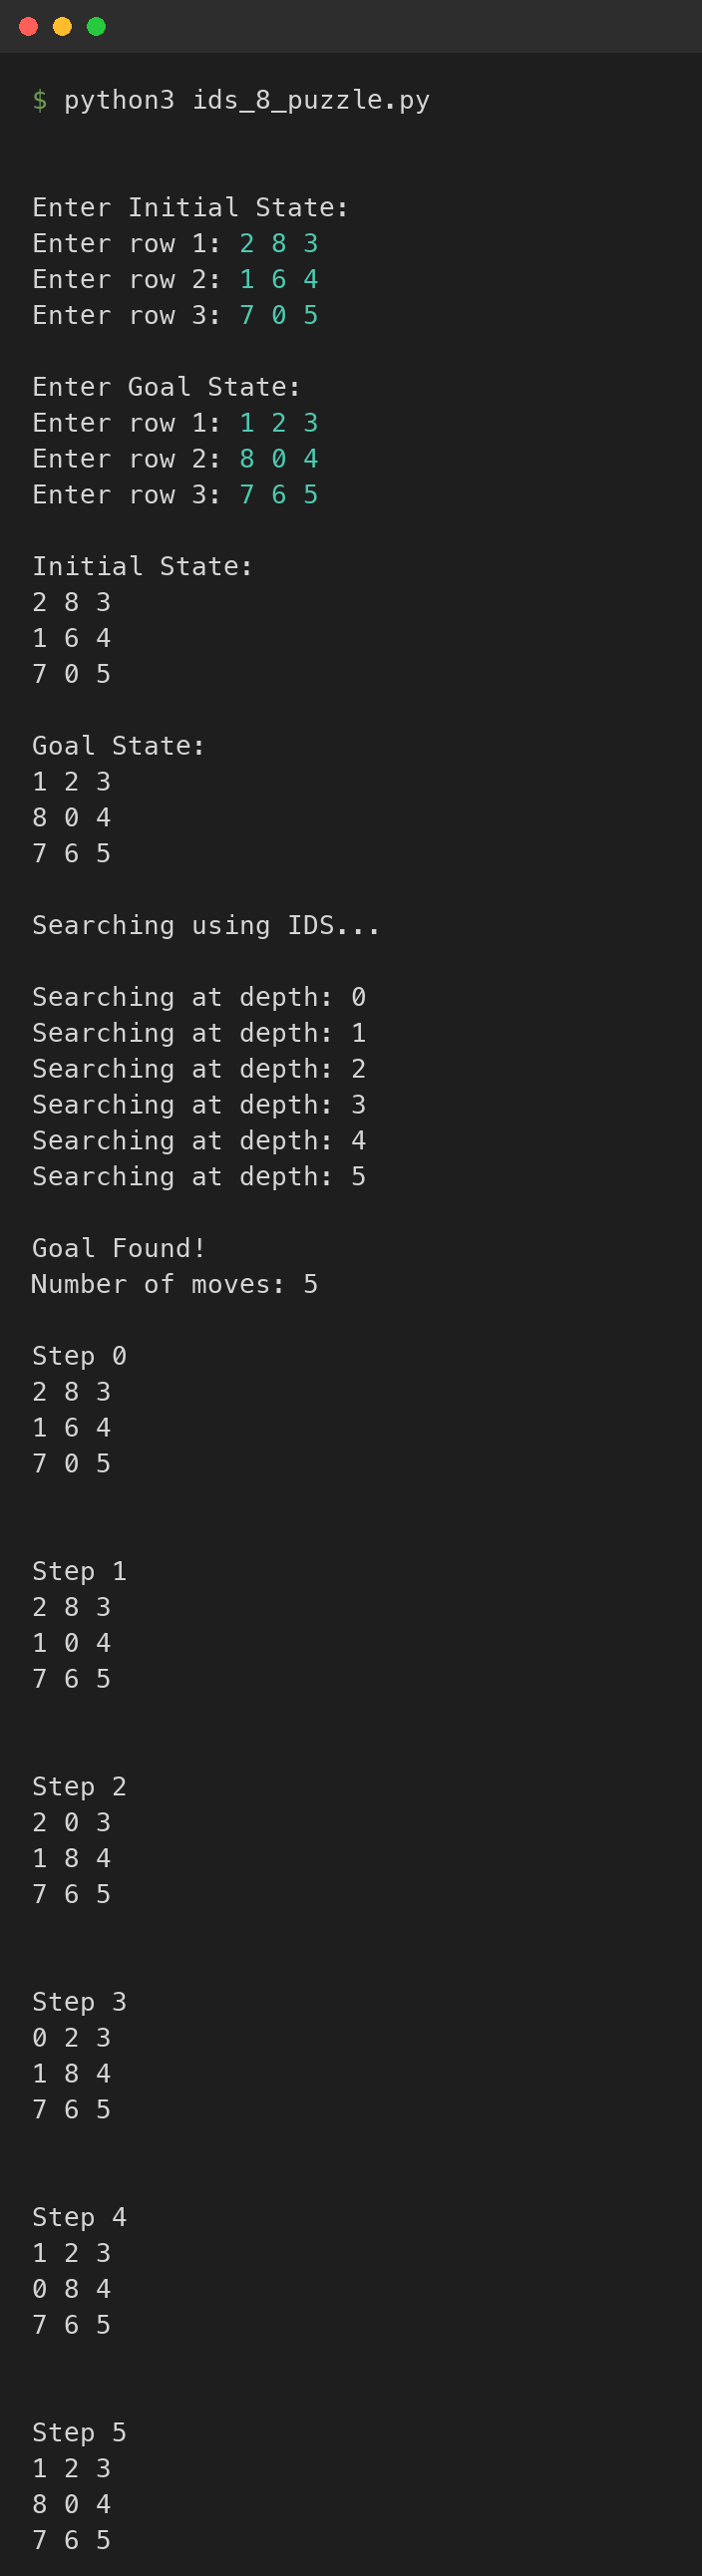 $ python3 ids_8_puzzle.py
Enter Initial State:
Enter row 1: 2 8 3
Enter row 2: 1 6 4
Enter row 3: 7 0 5
Enter Goal State:
Enter row 1: 1 2 3
Enter row 2: 8 0 4
Enter row 3: 7 6 5
Initial State:
2 8 3
1 6 4
7 0 5
Goal State:
1 2 3
8 0 4
7 6 5
Searching using IDS...
Searching at depth: 0
Searching at depth: 1
Searching at depth: 2
Searching at depth: 3
Searching at depth: 4
Searching at depth: 5
Goal Found!
Number of moves: 5
Step 0
2 8 3
1 6 4
7 0 5
Step 1
2 8 3
1 0 4
7 6 5
Step 2
2 0 3
1 8 4
7 6 5
Step 3
0 2 3
1 8 4
7 6 5
Step 4
1 2 3
0 8 4
7 6 5
Step 5
1 2 3
8 0 4
7 6 5